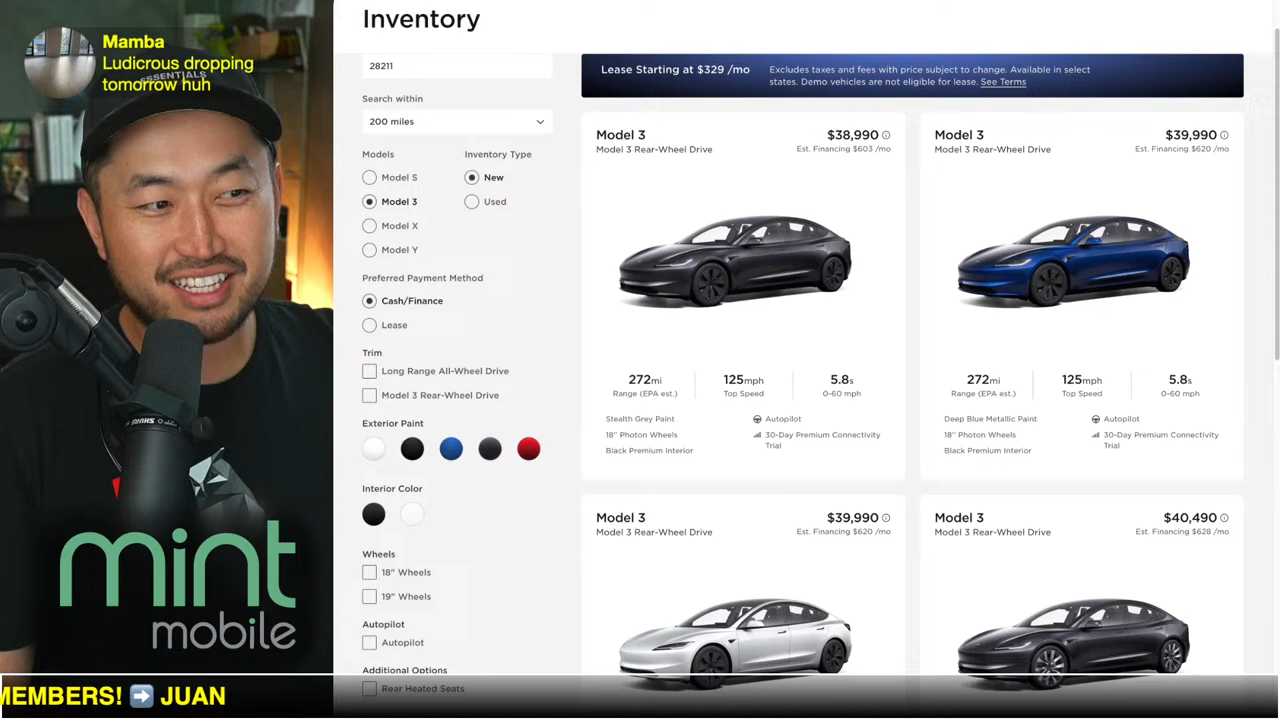 Mamba
Ludicrous dropping
tomorrow huh
ESSENTIALS
mint
mobile
MEMBERS! ➡️ JUAN
Inventory
28211
Search within
200 miles
Models
Model S
Model 3
Model X
Model Y
Inventory Type
New
Used
Preferred Payment Method
Cash/Finance
Lease
Trim
Long Range All-Wheel Drive
Model 3 Rear-Wheel Drive
Exterior Paint
Interior Color
Wheels
18" Wheels
19" Wheels
Autopilot
Autopilot
Additional Options
Rear Heated Seats
Lease Starting at $329 /mo
Excludes taxes and fees with price subject to change. Available in select
states. Demo vehicles are not eligible for lease. See Terms
Model 3 $38,990
Model 3 Rear-Wheel Drive Est. Financing $603 /mo
272mi 125mph 5.8s
Range (EPA est.) Top Speed 0-60 mph
Stealth Grey Paint
18" Photon Wheels
Black Premium Interior
Autopilot
30-Day Premium Connectivity
Trial
Model 3 $39,990
Model 3 Rear-Wheel Drive Est. Financing $620 /mo
272mi 125mph 5.8s
Range (EPA est.) Top Speed 0-60 mph
Deep Blue Metallic Paint
18" Photon Wheels
Black Premium Interior
Autopilot
30-Day Premium Connectivity
Trial
Model 3 $39,990
Model 3 Rear-Wheel Drive Est. Financing $620 /mo
Model 3 $40,490
Model 3 Rear-Wheel Drive Est. Financing $628 /mo